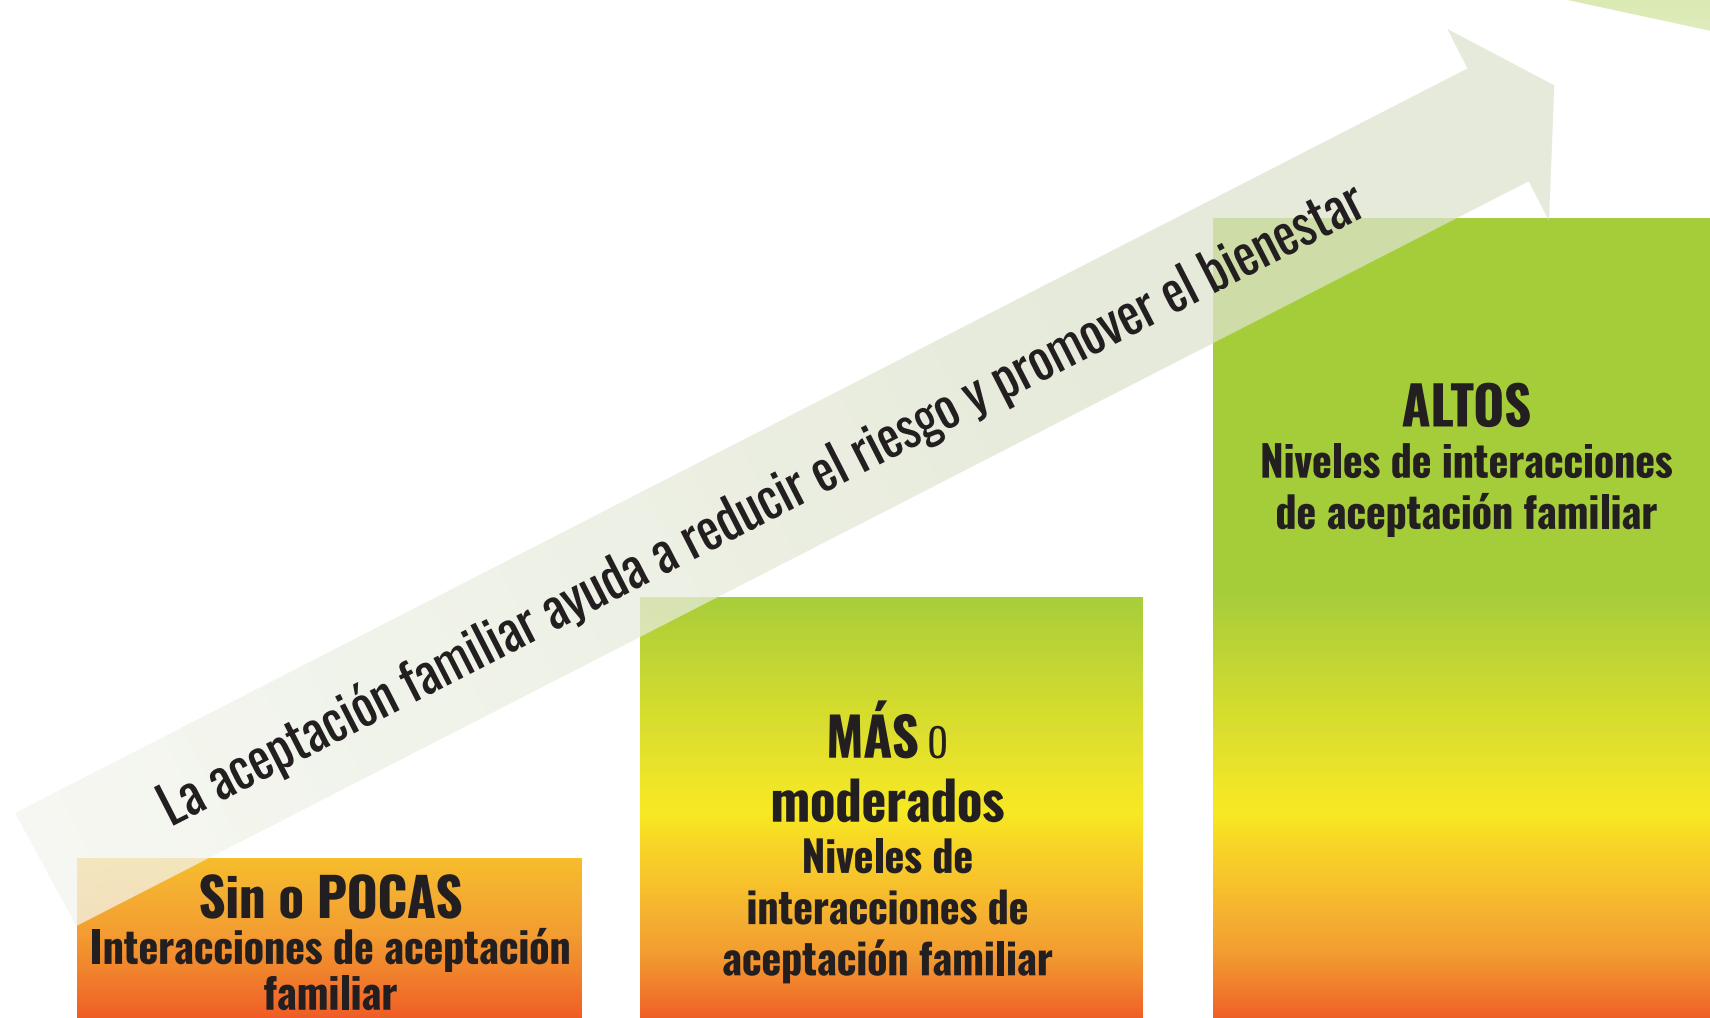 La aceptación familiar ayuda a reducir el riesgo y promover el bienestar
Sin o POCAS
Interacciones de aceptación
familiar
MÁS o
moderados
Niveles de
interacciones de
aceptación familiar
ALTOS
Niveles de interacciones
de aceptación familiar